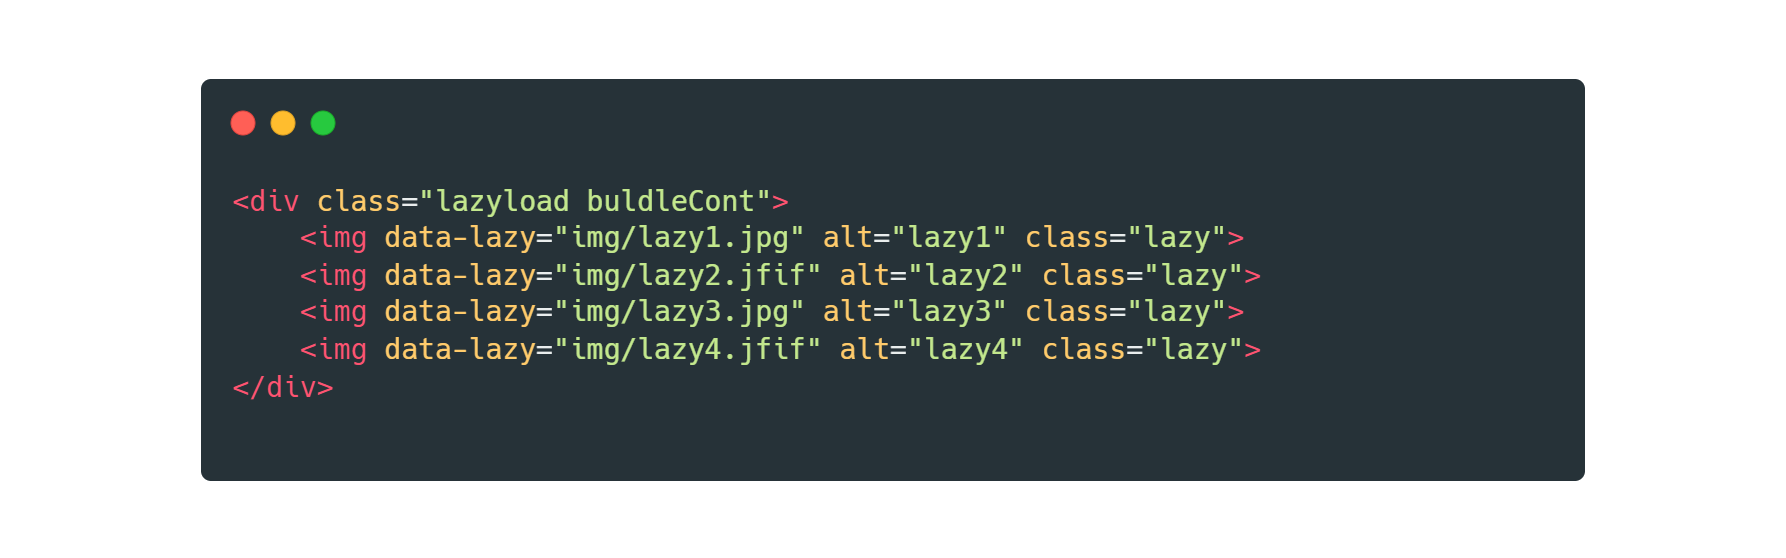 <div class="lazyload buldleCont">
    <img data-lazy="img/lazy1.jpg" alt="lazy1" class="lazy">
    <img data-lazy="img/lazy2.jfif" alt="lazy2" class="lazy">
    <img data-lazy="img/lazy3.jpg" alt="lazy3" class="lazy">
    <img data-lazy="img/lazy4.jfif" alt="lazy4" class="lazy">
</div>